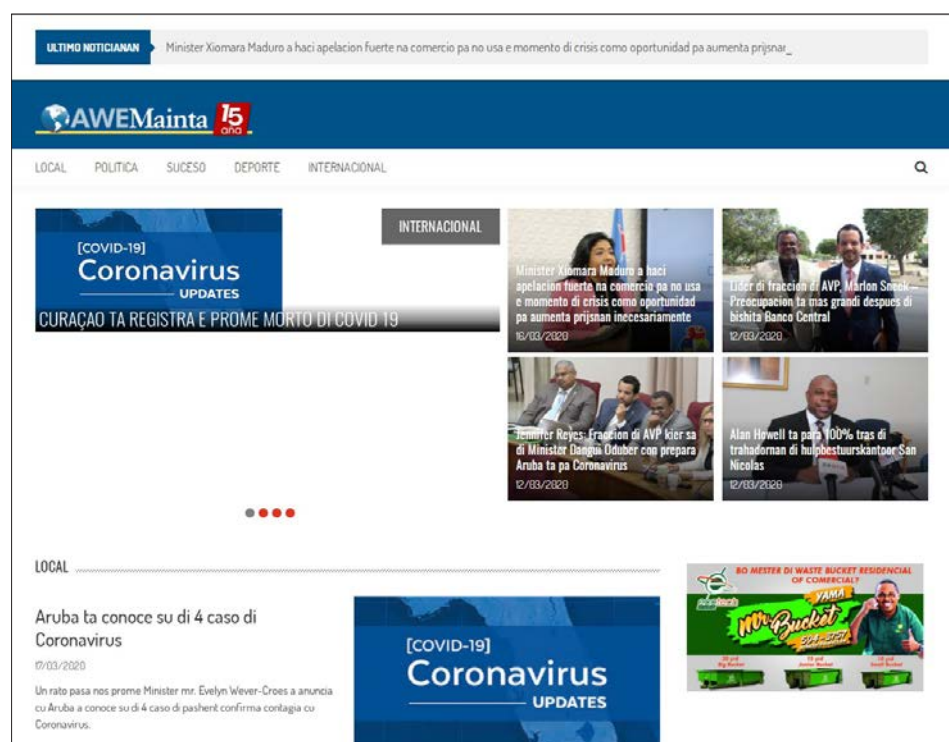 ULTIMO NOTICIANAN
Minister Xiomara Maduro a haci apelacion fuerte na comercio pa no usa e momento di crisis como oportunidad pa aumenta prijsnar_
AWEMainta 15
aña
LOCAL POLITICA SUCESO DEPORTE INTERNACIONAL
[COVID-19]
Coronavirus
UPDATES
INTERNACIONAL
CURAÇAO TA REGISTRA E PROME MORTO DI COVID 19
Minister Xiomara Maduro a haci
apelacion fuerte na comercio pa no usa
e momento di crisis como oportunidad
pa aumenta prijsnan inecesariamente
16/03/2020
Lider di fraccion di AVP, Marlon Sneek –
Preocupacion ta mas grandi despues di
bishita Banco Central
12/03/2020
Jennifer Reyes: Fraccion di AVP kier sa
di Minister Dangui Oduber con prepara
Aruba ta pa Coronavirus
12/03/2020
Alan Howell ta para 100% tras di
trahadornan di hulpbestuurskantoor San
Nicolas
12/03/2020
LOCAL
Aruba ta conoce su di 4 caso di
Coronavirus
17/03/2020
Un rato pasa nos prome Minister mr. Evelyn Wever-Croes a anuncia
cu Aruba a conoce su di 4 caso di pashent confirma contagia cu
Coronavirus.
[COVID-19]
Coronavirus
UPDATES
BO MESTER DI WASTE BUCKET RESIDENCIAL
OF COMERCIAL?
YAMA
Mr. Bucket
504-3757
Big Bucket
Junior Bucket
Small Bucket